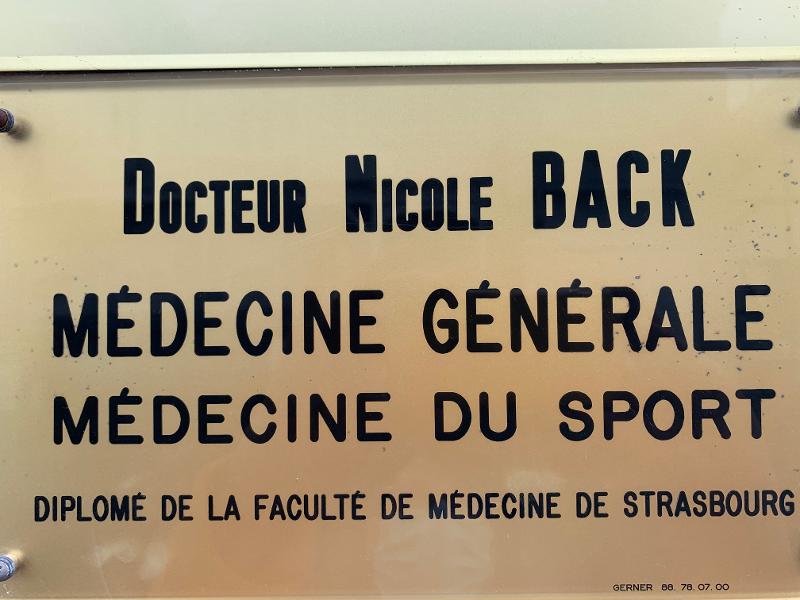 DOCTEUR NICOLE BACK
MÉDECINE GÉNÉRALE
MÉDECINE DU SPORT
DIPLOMÉ DE LA FACULTÉ DE MÉDECINE DE STRASBOURG
GERNER 88. 78. 07. 00